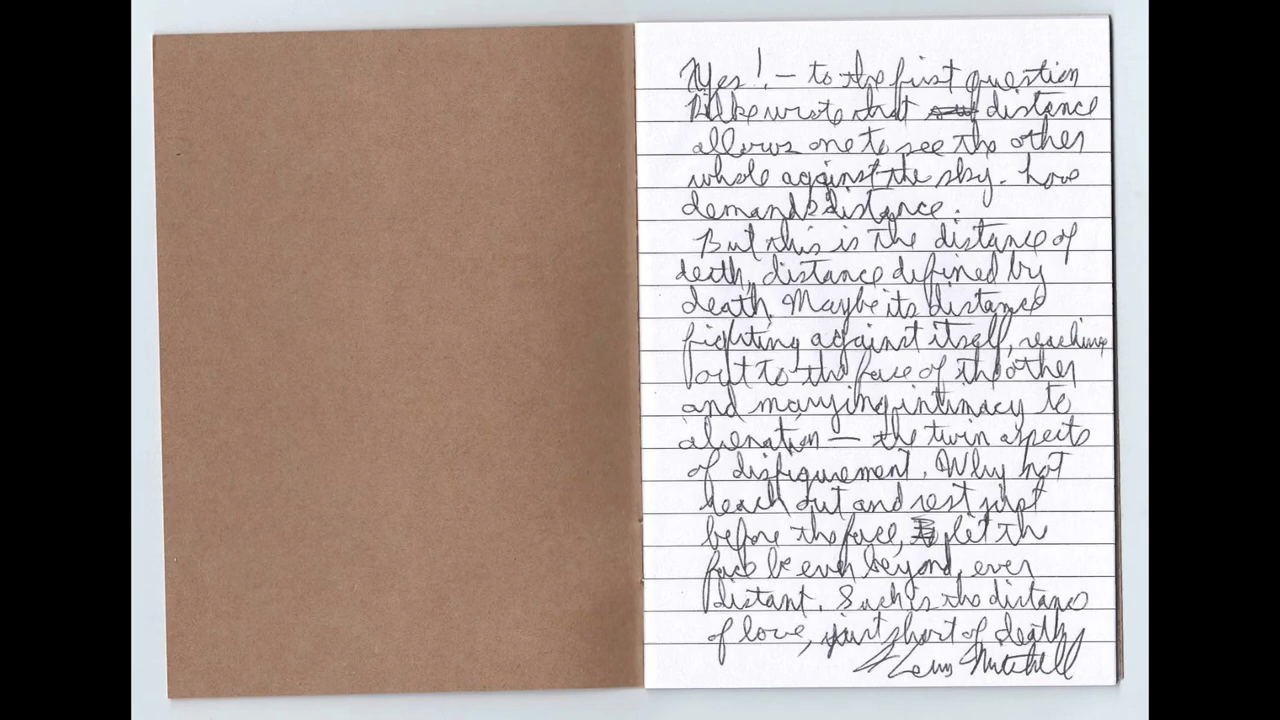 Yes! — to the first question
Rilke wrote that distance
allows one to see the other
whole against the sky. Love
demands distance.
But this is the distance of
death, distance defined by
death. Maybe its distance
fighting against itself, reaching
out to the face of the other
and marrying intimacy to
alienation — the twin aspects
of disfigurement. Why not
reach out and rest just
before the face, let the
face be ever beyond, ever
distant. Such is the distance
of love, just short of death,
Mitchell